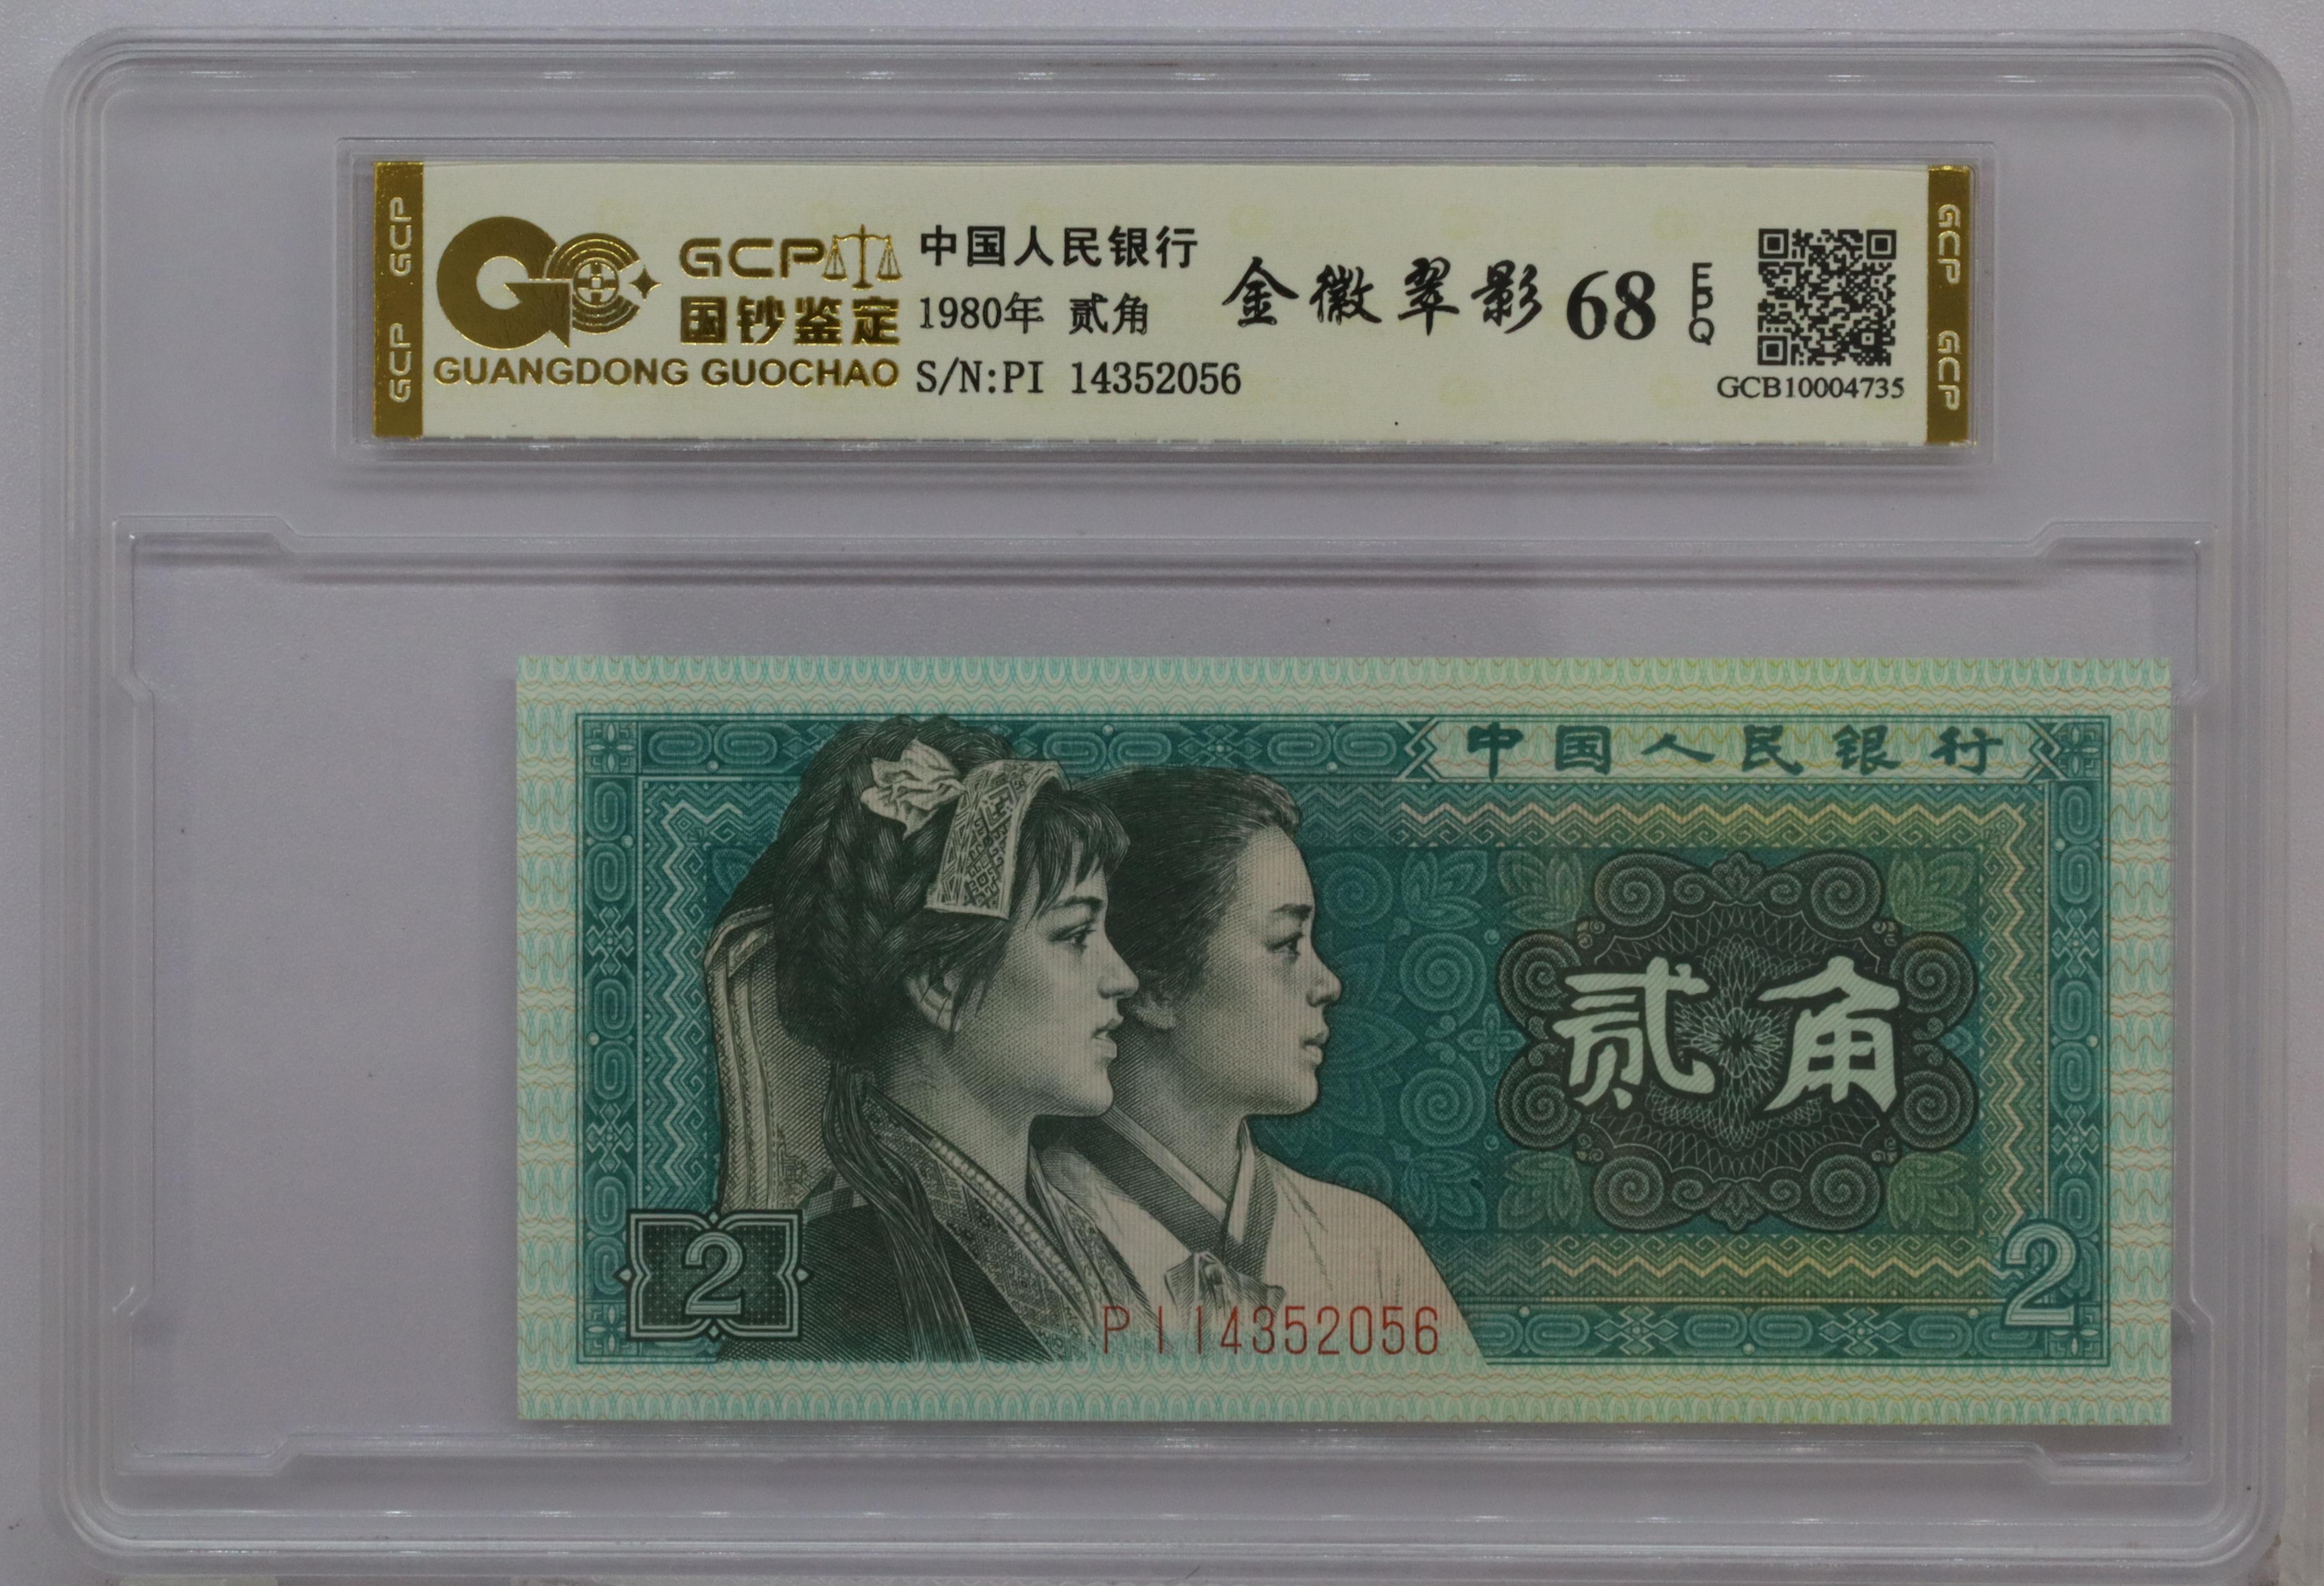 GCP GCP
GCP
国钞鉴定
GUANGDONG GUOCHAO
中国人民银行
1980年 贰角
S/N:PI 14352056
金徽翠影 68 EPQ
GCB10004735
GCP GCP
中国人民银行
贰角
2
2
PI 14352056